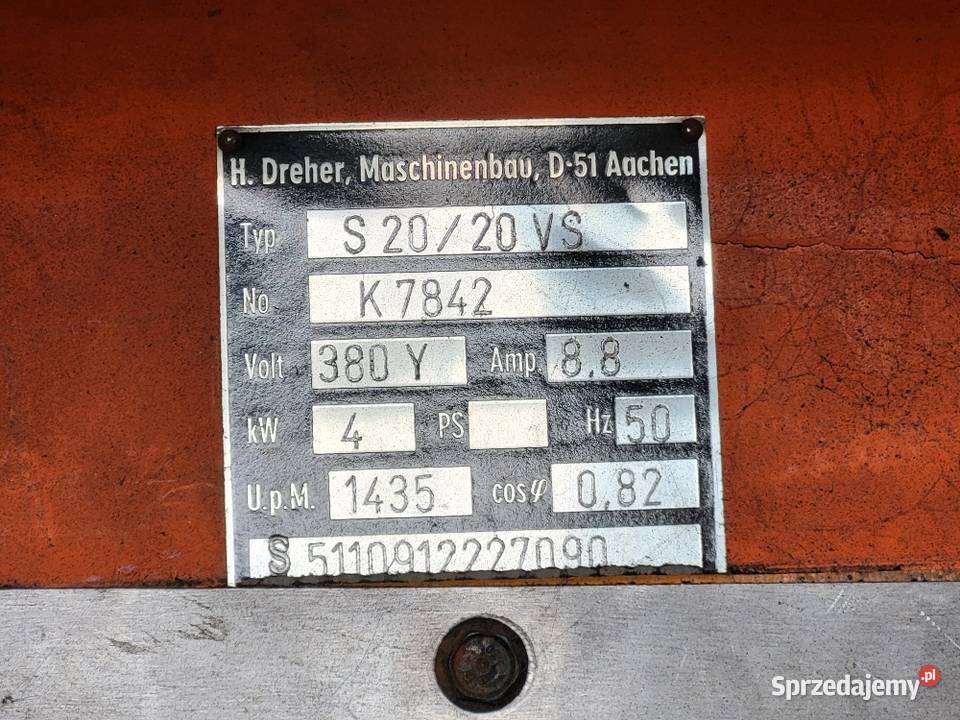 H. Dreher, Maschinenbau, D-51 Aachen
Typ S 20/20 VS
No K 7842
Volt 380 Y Amp. 8.8
kW 4 PS Hz 50
U.p.M. 1435 cosφ 0,82
S 5110912227090
Sprzedajemy.pl